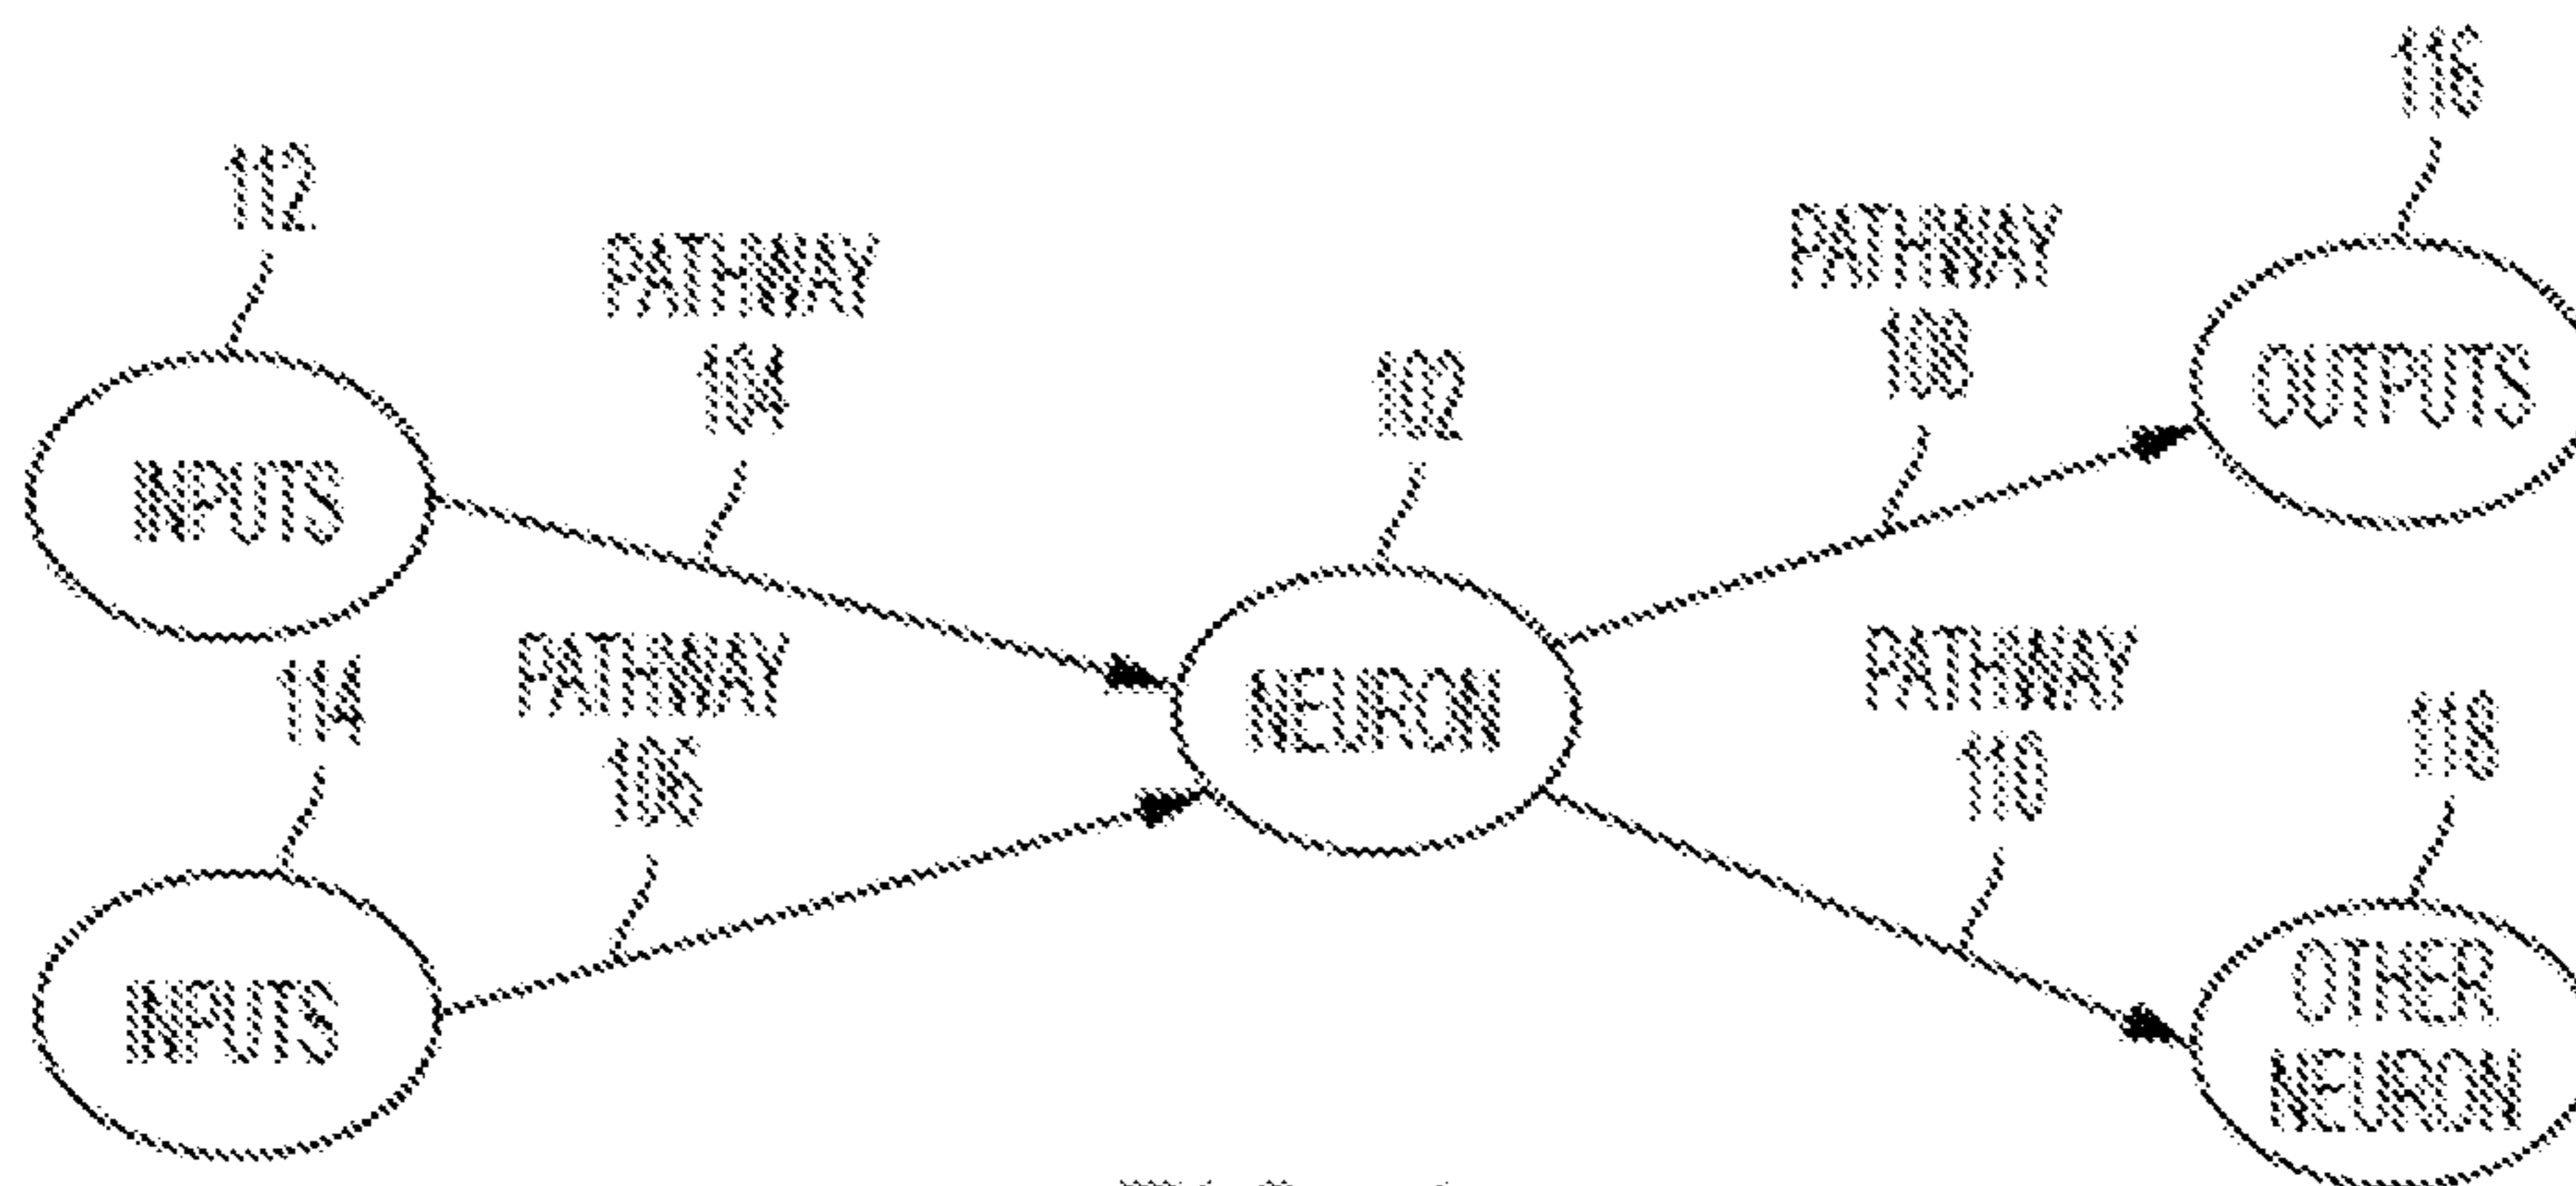 116
112
PATHWAY
104
PATHWAY
108
OUTPUTS
102
INPUTS
114
PATHWAY
106
NEURON
PATHWAY
110
118
INPUTS
OTHER
NEURON